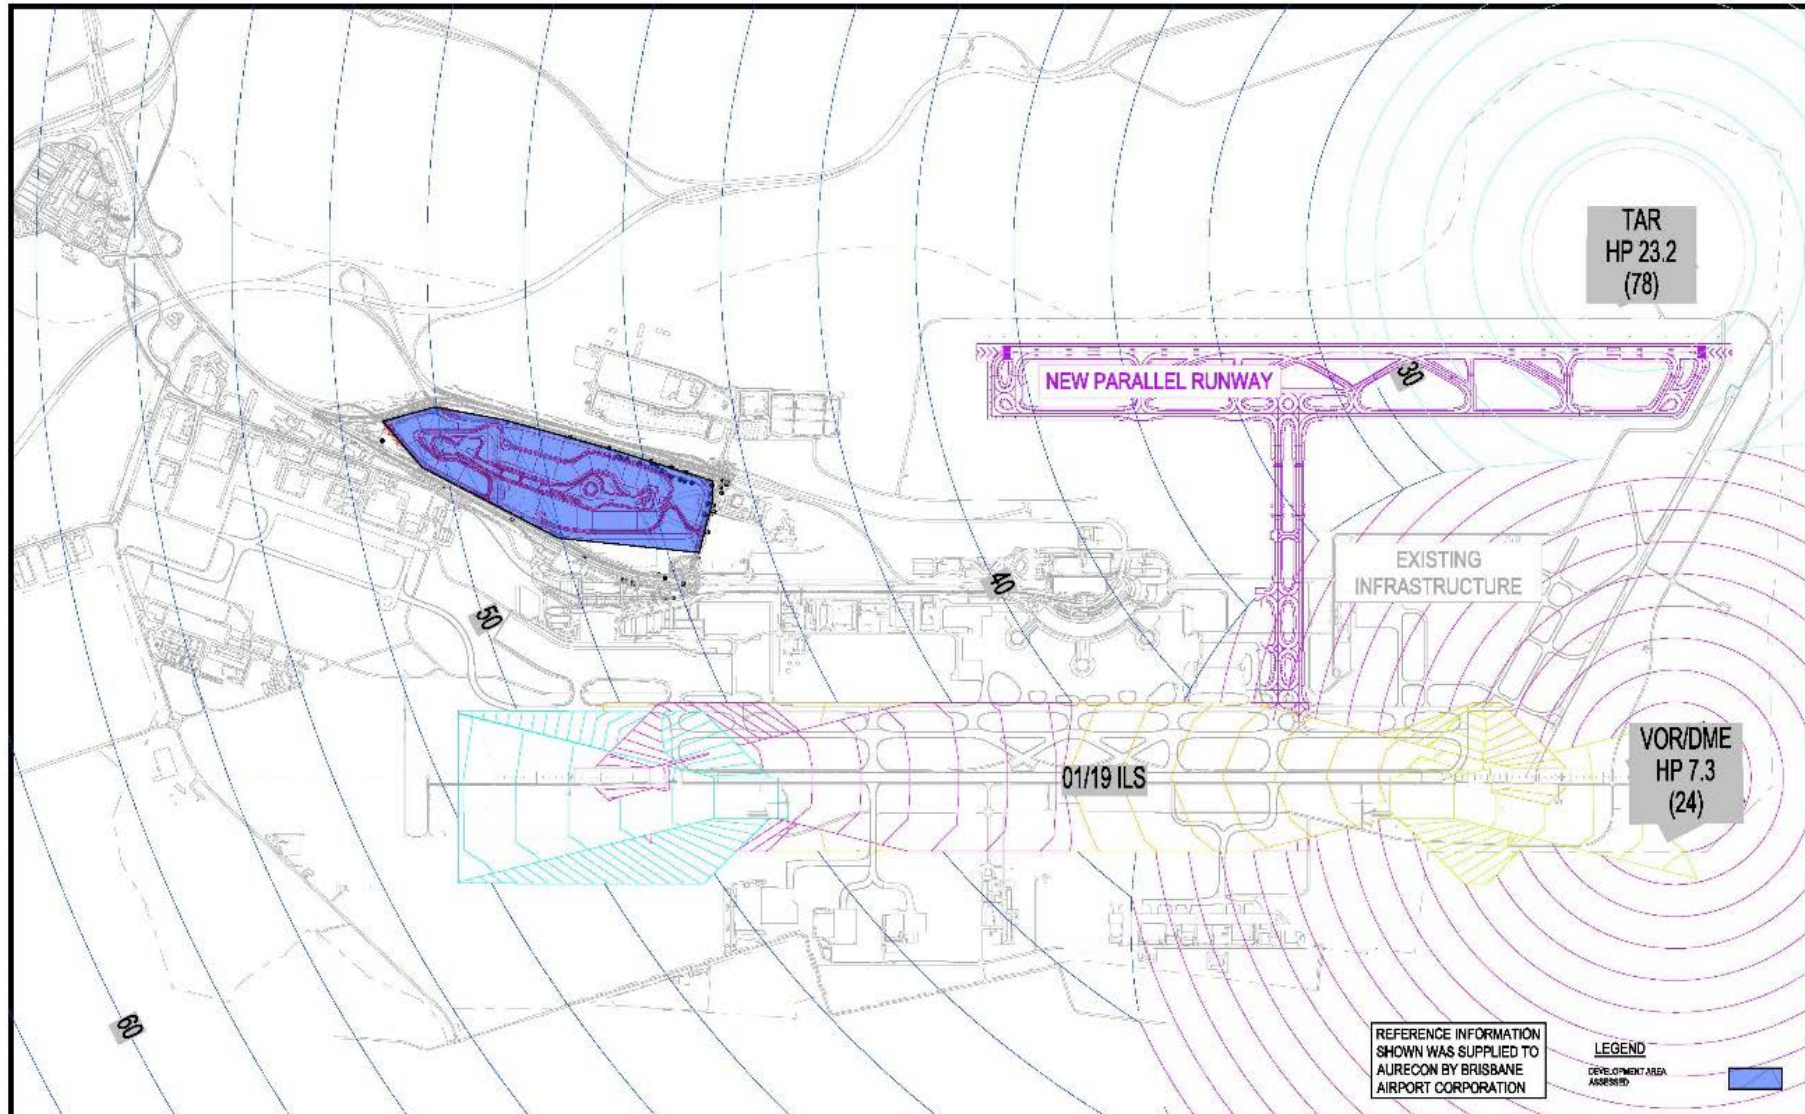 TAR
HP 23.2
(78)
NEW PARALLEL RUNWAY
30
EXISTING
INFRASTRUCTURE
40
50
01/19 ILS
VOR/DME
HP 7.3
(24)
60
REFERENCE INFORMATION
SHOWN WAS SUPPLIED TO
AURECON BY BRISBANE
AIRPORT CORPORATION
LEGEND
DEVELOPMENT AREA
ASSESSED